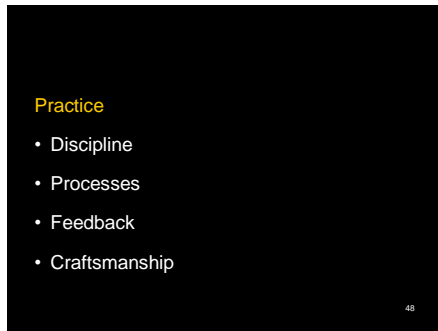 Practice
• Discipline
• Processes
• Feedback
• Craftsmanship
48